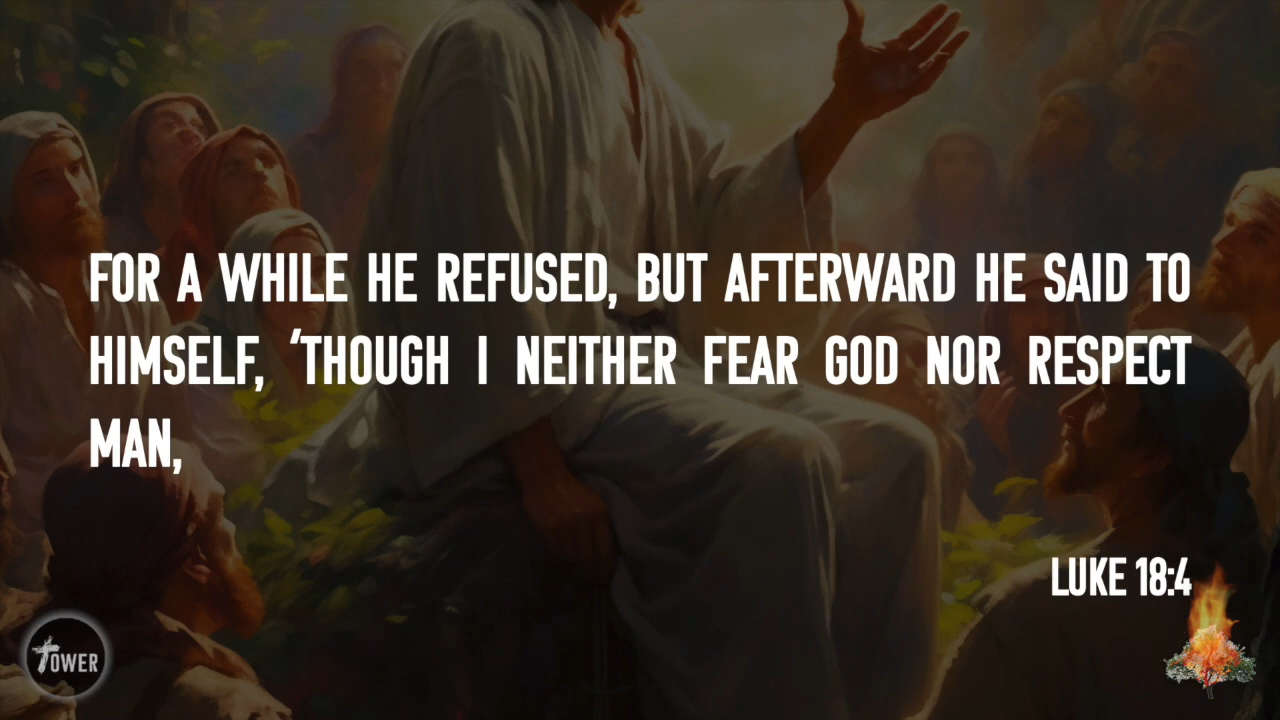 FOR A WHILE HE REFUSED, BUT AFTERWARD HE SAID TO
HIMSELF, ‘THOUGH I NEITHER FEAR GOD NOR RESPECT
MAN,
LUKE 18:4
TOWER